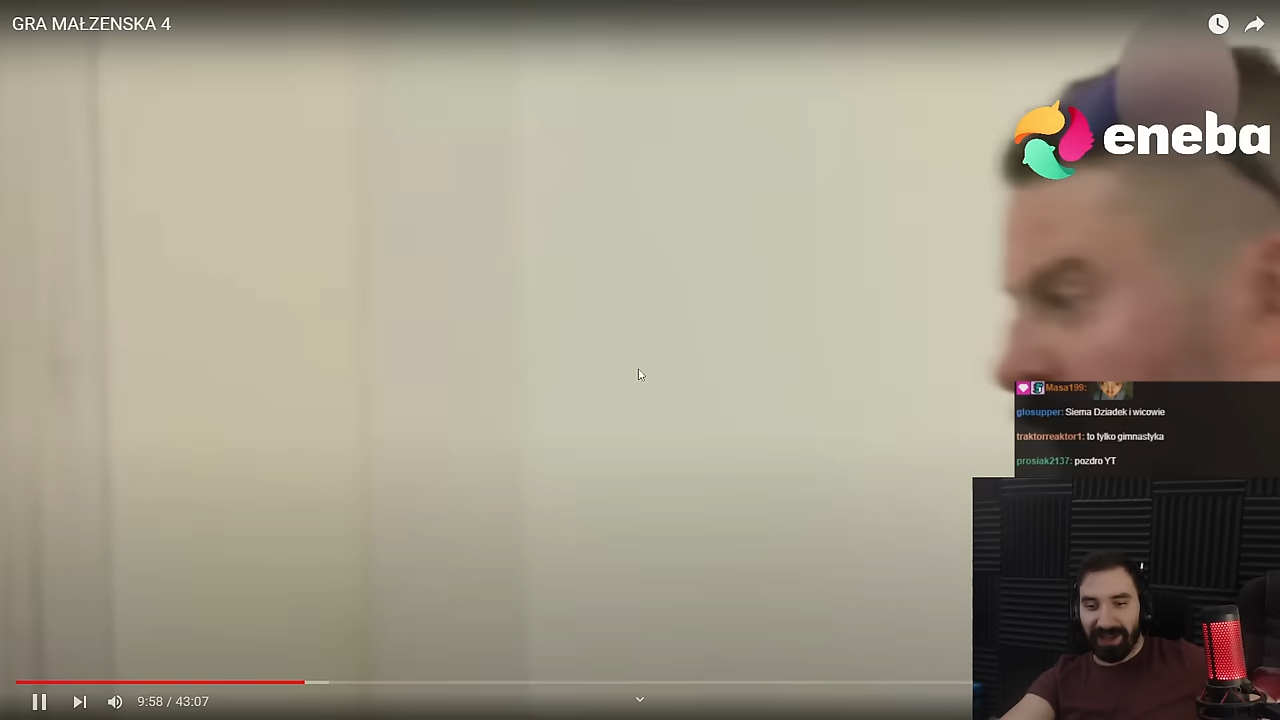 GRA MAŁZENSKA 4
eneba
Masa199:
glosupper: Siema Dziadek i wicowie
traktorreaktor1: to tylko gimnastyka
prosiak2137: pozdro YT
9:58 / 43:07